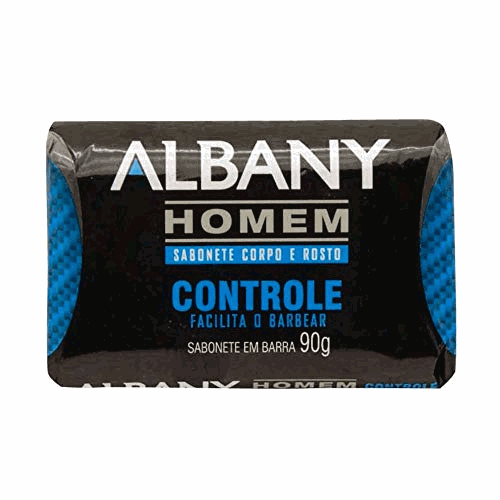 ALBANY
HOMEM
SABONETE CORPO E ROSTO
CONTROLE
FACILITA O BARBEAR
SABONETE EM BARRA 90g
ALBANY HOMEM CONTROLE